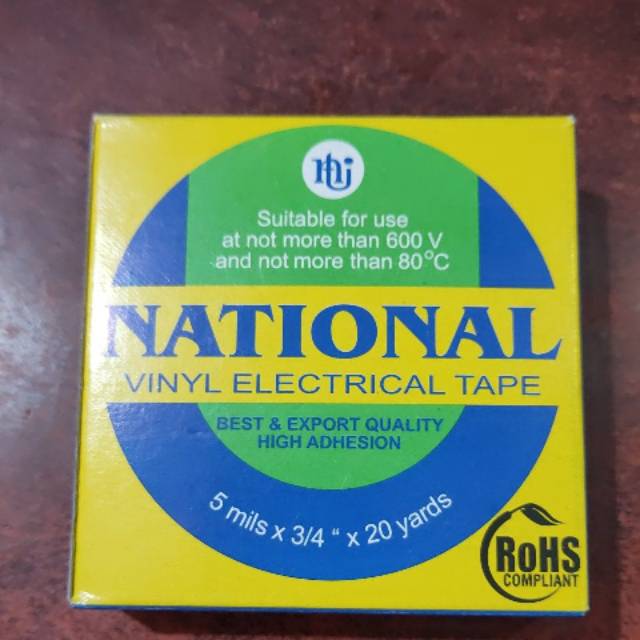 Suitable for use
at not more than 600 V
and not more than 80°C
NATIONAL
VINYL ELECTRICAL TAPE
BEST & EXPORT QUALITY
HIGH ADHESION
5 mils x 3/4 " x 20 yards
RoHS
COMPLIANT